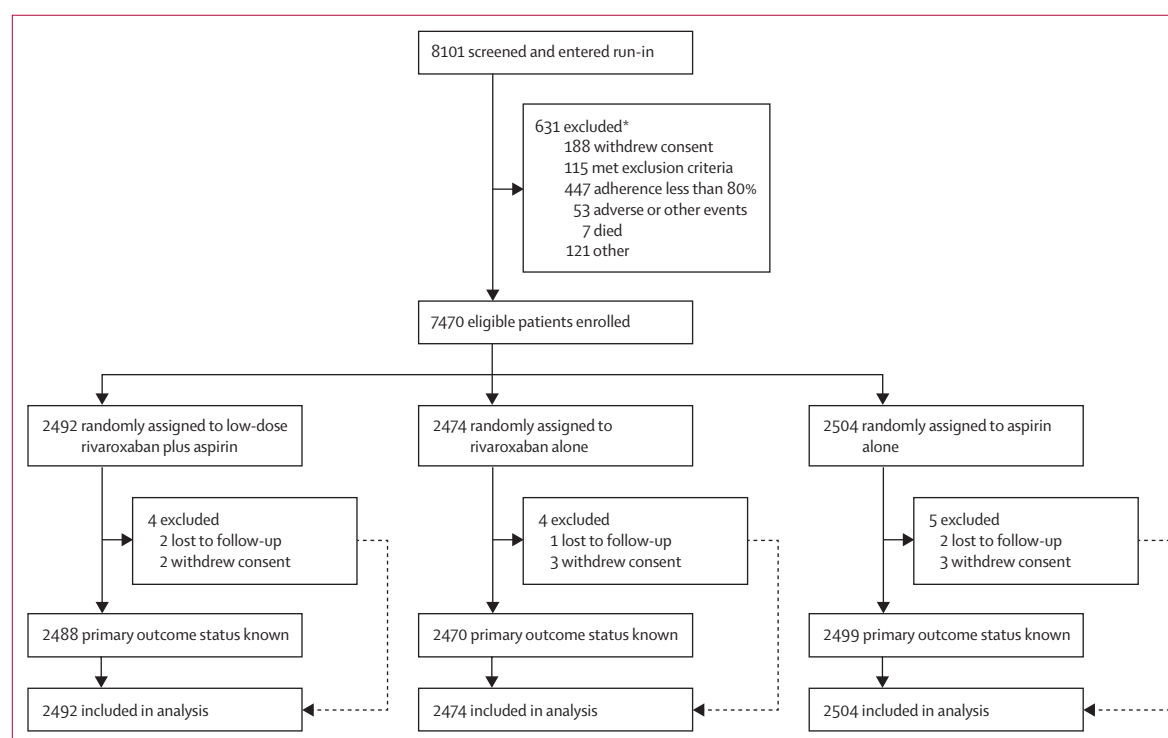 8101 screened and entered run-in
631 excluded*
188 withdrew consent
115 met exclusion criteria
447 adherence less than 80%
53 adverse or other events
7 died
121 other
7470 eligible patients enrolled
2492 randomly assigned to low-dose
rivaroxaban plus aspirin
2474 randomly assigned to
rivaroxaban alone
2504 randomly assigned to aspirin
alone
4 excluded
2 lost to follow-up
2 withdrew consent
4 excluded
1 lost to follow-up
3 withdrew consent
5 excluded
2 lost to follow-up
3 withdrew consent
2488 primary outcome status known
2470 primary outcome status known
2499 primary outcome status known
2492 included in analysis
2474 included in analysis
2504 included in analysis